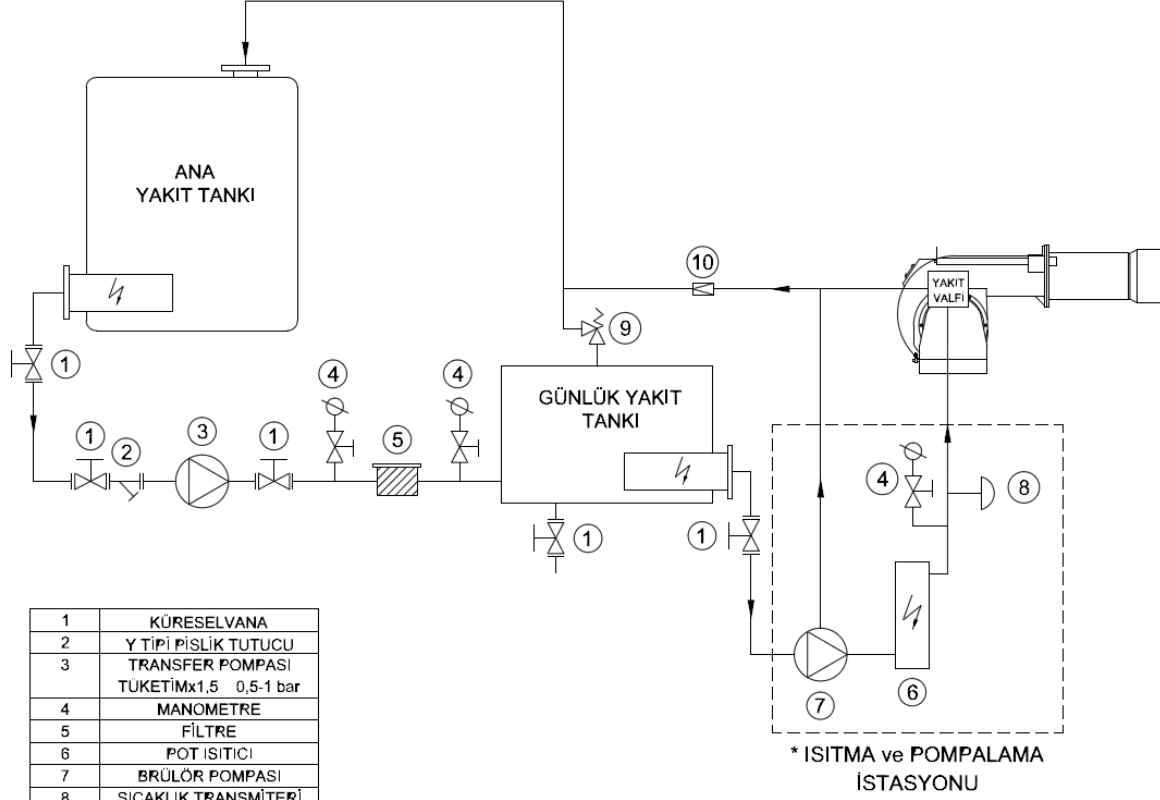 ANA
YAKIT TANKI
10
YAKIT
VALFİ
9
1
4
4
GÜNLÜK YAKIT
TANKI
1
2
3
1
5
4
8
1
1
1 KÜRESELVANA
2 Y TİPİ PİSLİK TUTUCU
3 TRANSFER POMPASI
TÜKETİMx1,5 0,5-1 bar
4 MANOMETRE
5 FİLTRE
6 POT ISITICI
7 BRÜLÖR POMPASI
8 SICAKLIK TRANSMİTERİ
7
6
* ISITMA ve POMPALAMA
İSTASYONU